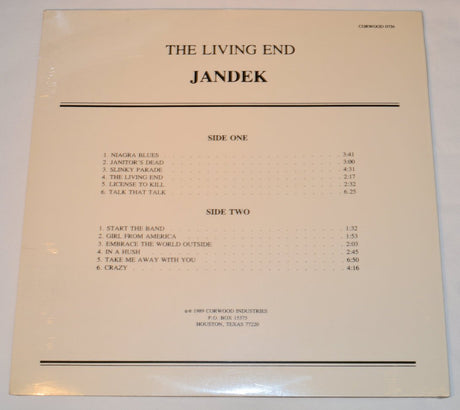 CORWOOD 0756
THE LIVING END
JANDEK
SIDE ONE
1. NIAGRA BLUES 3:41
2. JANITOR'S DEAD 3:00
3. SLINKY PARADE 4:31
4. THE LIVING END 2:17
5. LICENSE TO KILL 2:32
6. TALK THAT TALK 6:25
SIDE TWO
1. START THE BAND 1:32
2. GIRL FROM AMERICA 1:53
3. EMBRACE THE WORLD OUTSIDE 2:03
4. IN A HUSH 2:45
5. TAKE ME AWAY WITH YOU 6:50
6. CRAZY 4:16
1989 CORWOOD INDUSTRIES
P.O. BOX 15375
HOUSTON, TEXAS 77220